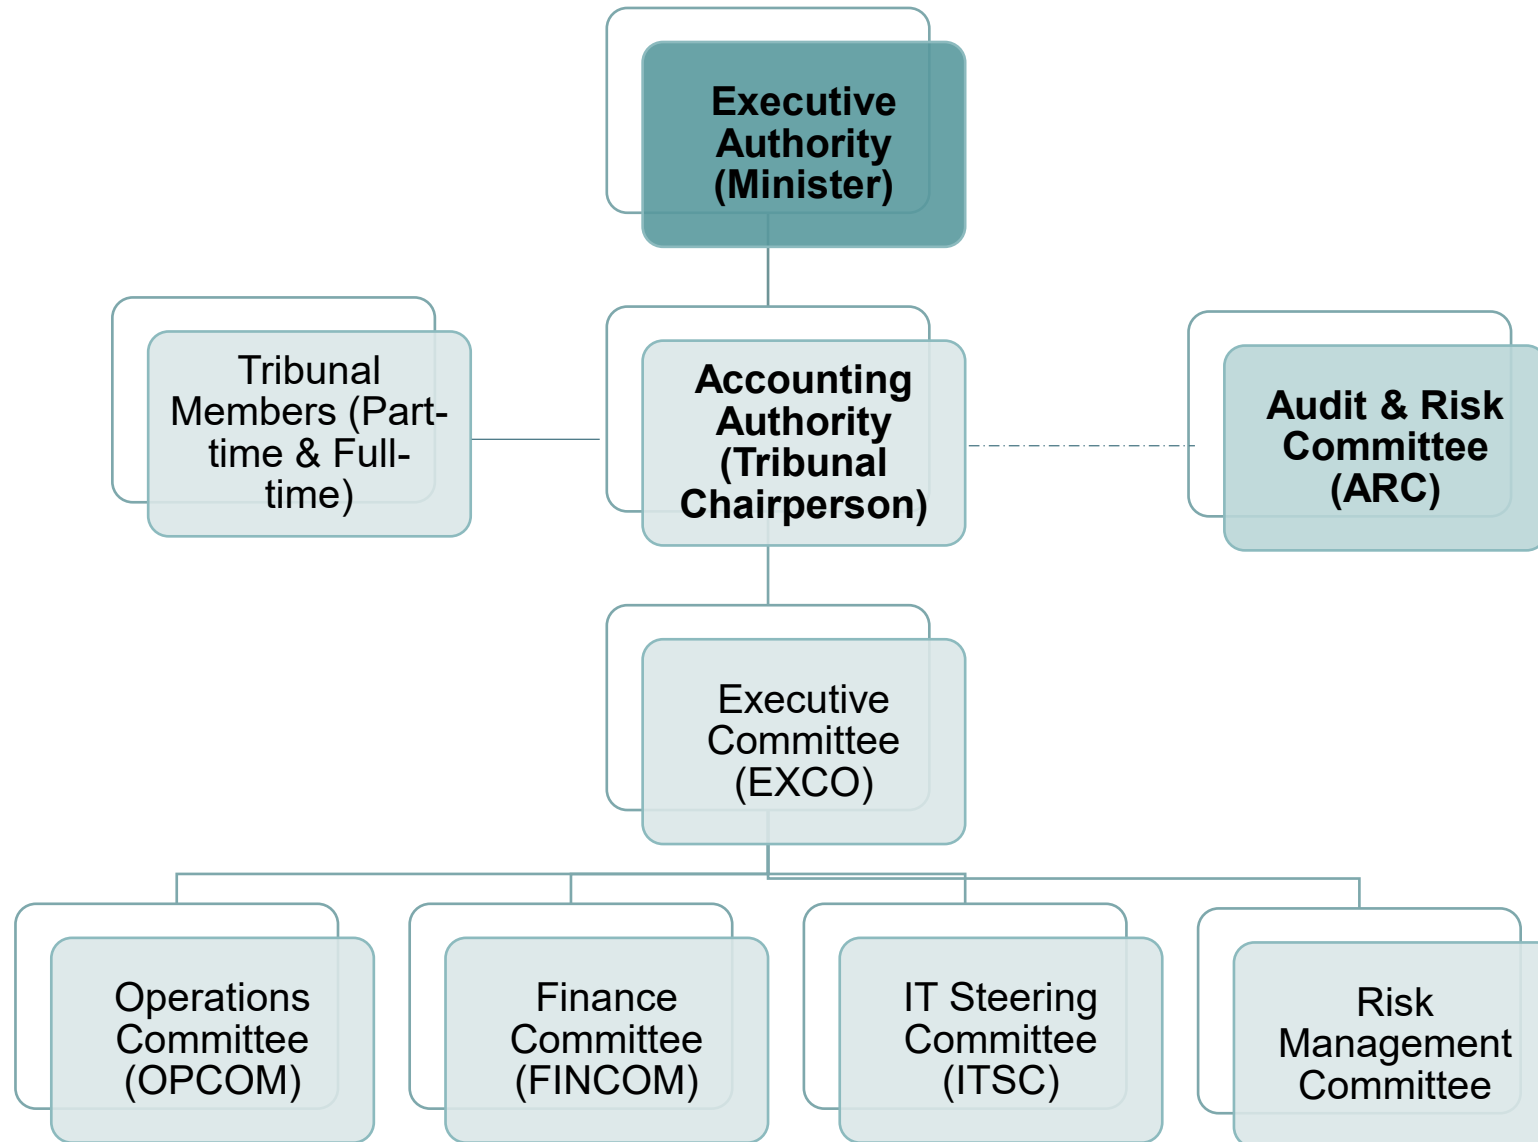 Executive
Authority
(Minister)
Tribunal
Members (Part-
time & Full-
time)
Accounting
Authority
(Tribunal
Chairperson)
Audit & Risk
Committee
(ARC)
Executive
Committee
(EXCO)
Operations
Committee
(OPCOM)
Finance
Committee
(FINCOM)
IT Steering
Committee
(ITSC)
Risk
Management
Committee